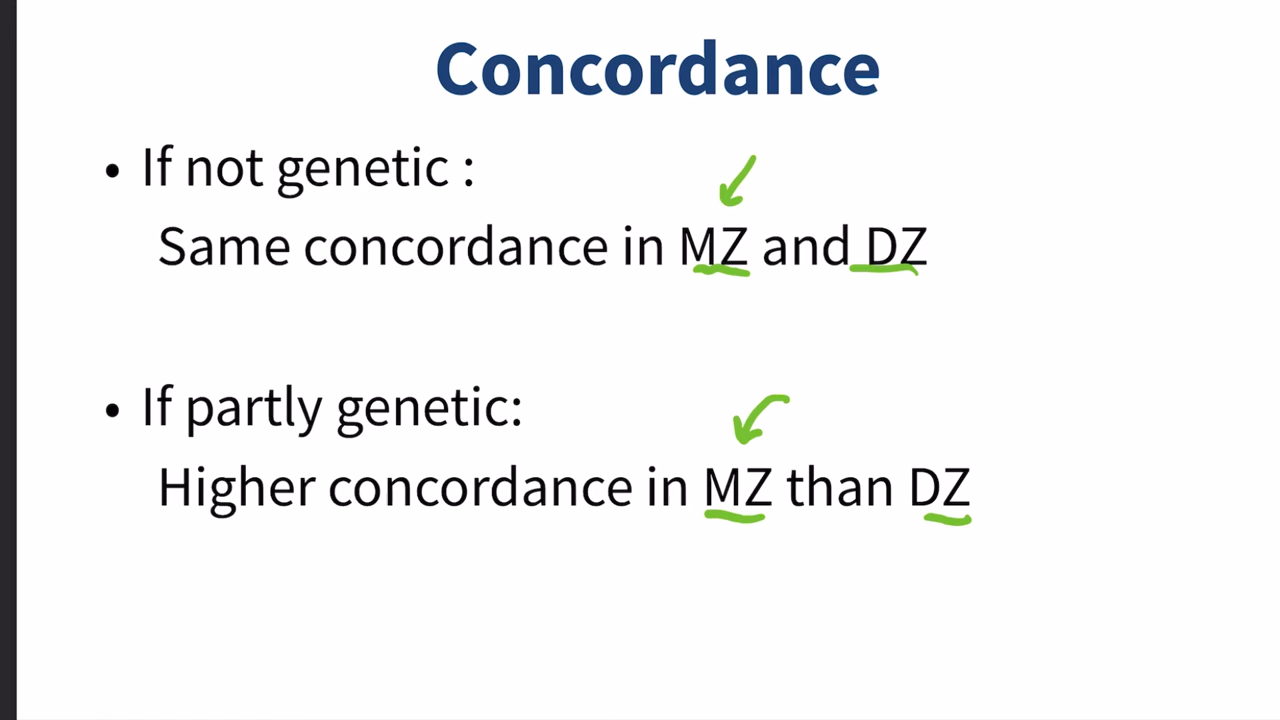 Concordance
• If not genetic :
Same concordance in MZ and DZ
• If partly genetic:
Higher concordance in MZ than DZ